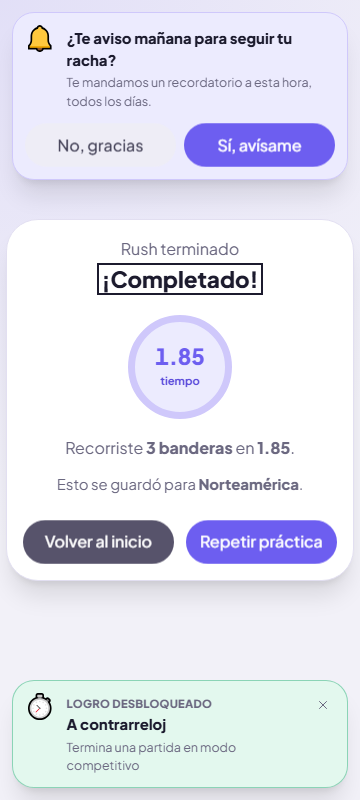 ¿Te aviso mañana para seguir tu
racha?
Te mandamos un recordatorio a esta hora,
todos los días.
No, gracias
Sí, avísame
Rush terminado
¡Completado!
1.85
tiempo
Recorriste 3 banderas en 1.85.
Esto se guardó para Norteamérica.
Volver al inicio
Repetir práctica
LOGRO DESBLOQUEADO
A contrarreloj
Termina una partida en modo
competitivo